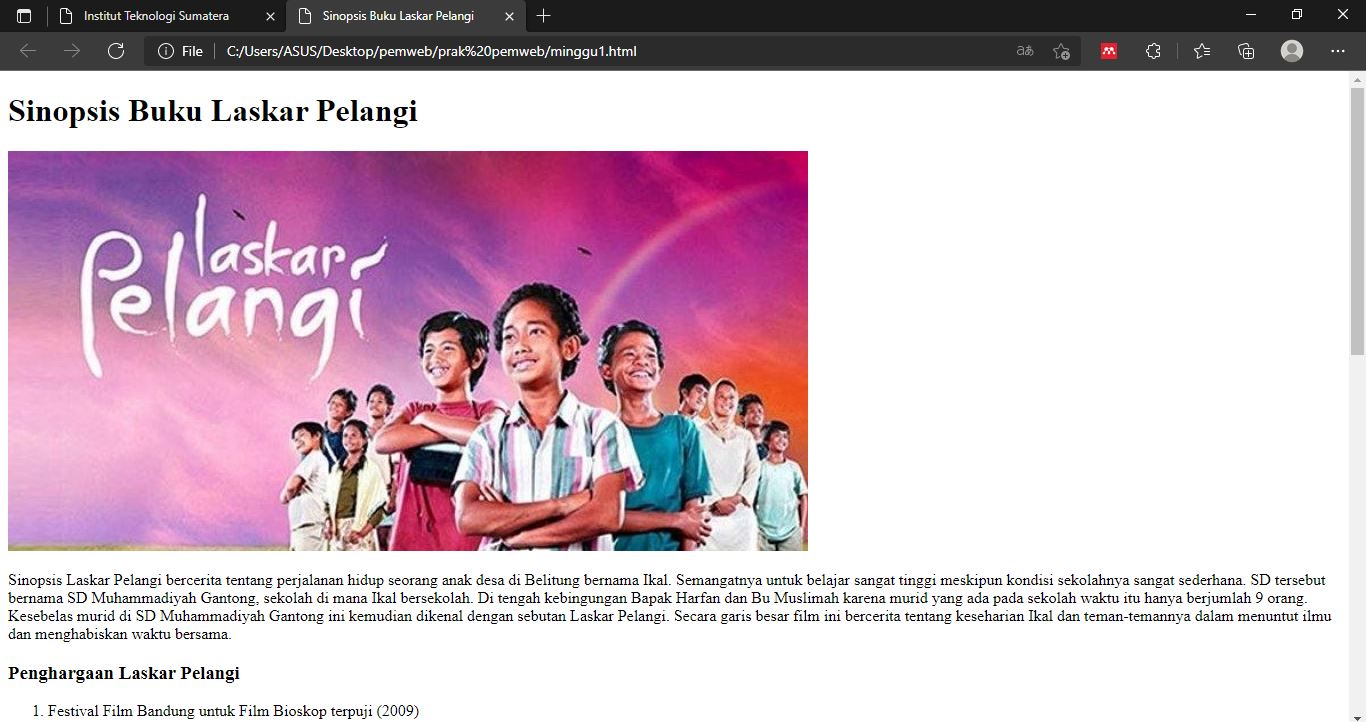 Institut Teknologi Sumatera
Sinopsis Buku Laskar Pelangi
File
C:/Users/ASUS/Desktop/pemweb/prak%20pemweb/minggu1.html
aあ
Sinopsis Buku Laskar Pelangi
laskar
Pelangi
Sinopsis Laskar Pelangi bercerita tentang perjalanan hidup seorang anak desa di Belitung bernama Ikal. Semangatnya untuk belajar sangat tinggi meskipun kondisi sekolahnya sangat sederhana. SD tersebut
bernama SD Muhammadiyah Gantong, sekolah di mana Ikal bersekolah. Di tengah kebingungan Bapak Harfan dan Bu Muslimah karena murid yang ada pada sekolah waktu itu hanya berjumlah 9 orang.
Kesebelas murid di SD Muhammadiyah Gantong ini kemudian dikenal dengan sebutan Laskar Pelangi. Secara garis besar film ini bercerita tentang keseharian Ikal dan teman-temannya dalam menuntut ilmu
dan menghabiskan waktu bersama.
Penghargaan Laskar Pelangi
1. Festival Film Bandung untuk Film Bioskop terpuji (2009)